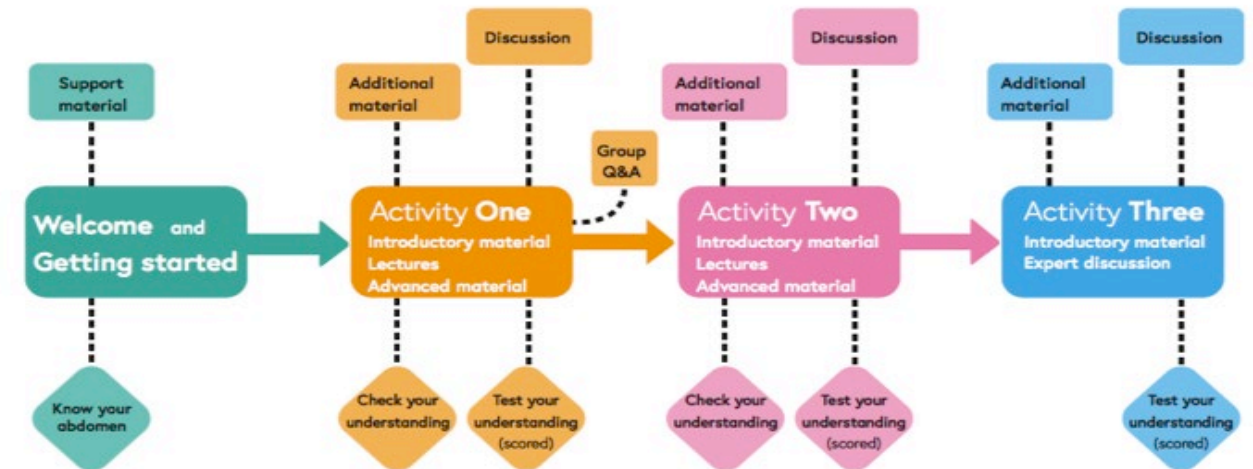 Support
material
Welcome and
Getting started
Know your
abdomen
Additional
material
Discussion
Group
Q&A
Activity One
Introductory material
Lectures
Advanced material
Check your
understanding
Test your
understanding
(scored)
Additional
material
Discussion
Activity Two
Introductory material
Lectures
Advanced material
Check your
understanding
Test your
understanding
(scored)
Additional
material
Discussion
Activity Three
Introductory material
Expert discussion
Test your
understanding
(scored)